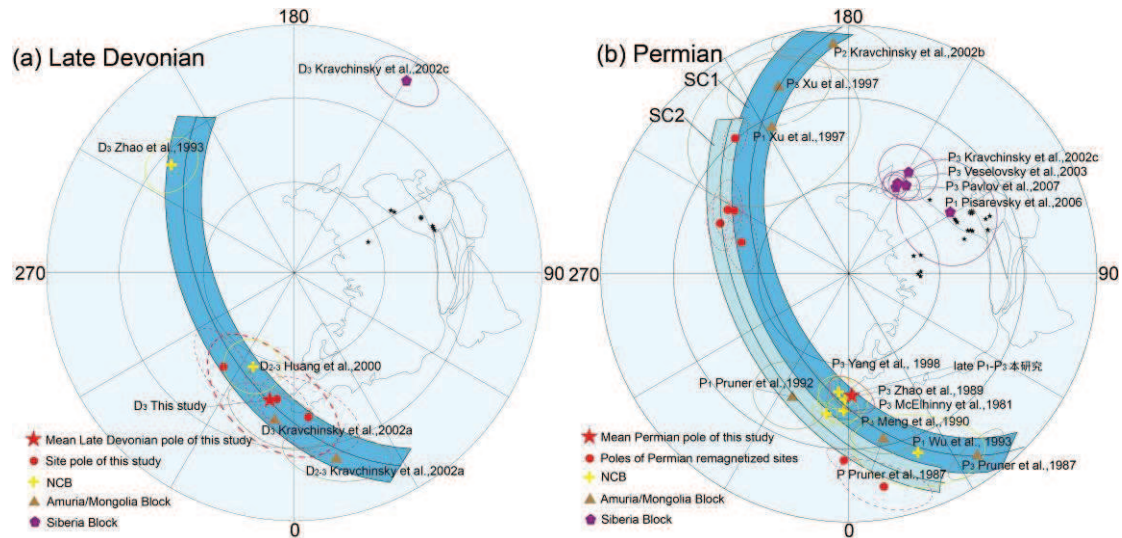 (a) Late Devonian
180
D3 Kravchinsky et al.,2002c
D3 Zhao et al.,1993
270
90
D2-3 Huang et al.,2000
D3 This study
D3 Kravchinsky et al.,2002a
D2-3 Kravchinsky et al.,2002a
0
Mean Late Devonian pole of this study
Site pole of this study
NCB
Amuria/Mongolia Block
Siberia Block
(b) Permian
180
P2 Kravchinsky et al.,2002b
SC1
P3 Xu et al.,1997
SC2
P1 Xu et al.,1997
P3 Kravchinsky et al.,2002c
P3 Veselovsky et al.,2003
P3 Pavlov et al.,2007
P1 Pisarevsky et al.,2006
270
90
P3 Yang et al., 1998
late P1-P3 本研究
P1 Pruner et al.,1992
P3 Zhao et al.,1989
P3 McElhinny et al.,1981
P3 Meng et al.,1990
P1 Wu et al.,1993
P3 Pruner et al.,1987
P Pruner et al.,1987
0
Mean Permian pole of this study
Poles of Permian remagnetized sites
NCB
Amuria/Mongolia Block
Siberia Block